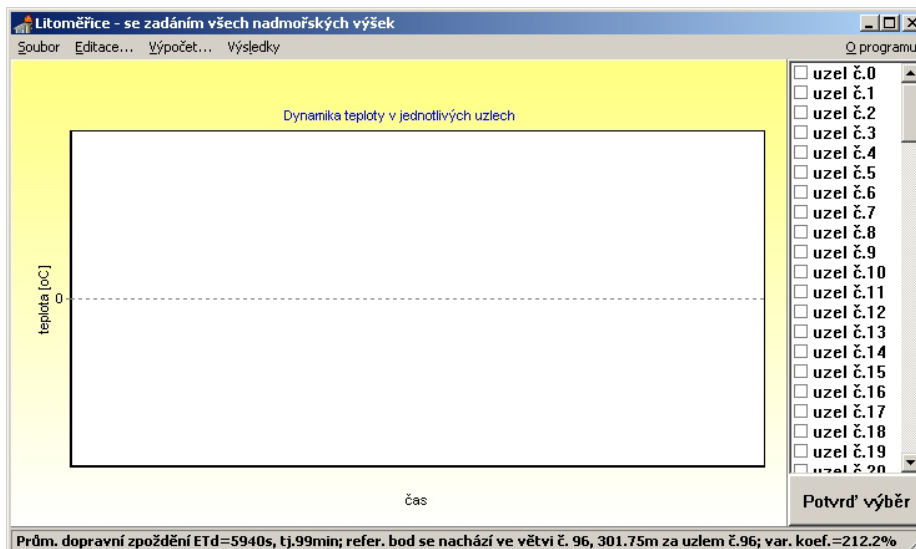 Litoměřice - se zadáním všech nadmořských výšek
Soubor Editace... Výpočet... Výsledky O programu
Dynamika teploty v jednotlivých uzlech
teplota [oC]
0
čas
uzel č.0
uzel č.1
uzel č.2
uzel č.3
uzel č.4
uzel č.5
uzel č.6
uzel č.7
uzel č.8
uzel č.9
uzel č.10
uzel č.11
uzel č.12
uzel č.13
uzel č.14
uzel č.15
uzel č.16
uzel č.17
uzel č.18
uzel č.19
uzel č.20
Potvrď výběr
Prům. dopravní zpoždění ETd=5940s, tj.99min; refer. bod se nachází ve větvi č. 96, 301.75m za uzlem č.96; var. koef.=212.2%